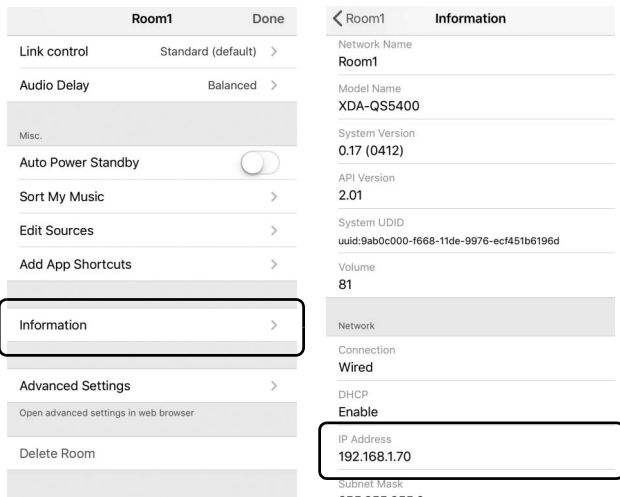 Room1 Done
Link control Standard (default)
Audio Delay Balanced
Misc.
Auto Power Standby
Sort My Music
Edit Sources
Add App Shortcuts
Information
Advanced Settings
Open advanced settings in web browser
Delete Room
Room1 Information
Network Name
Room1
Model Name
XDA-QS5400
System Version
0.17 (0412)
API Version
2.01
System UDID
uuid:9ab0c000-f668-11de-9976-ecf451b6196d
Volume
81
Network
Connection
Wired
DHCP
Enable
IP Address
192.168.1.70
Subnet Mask